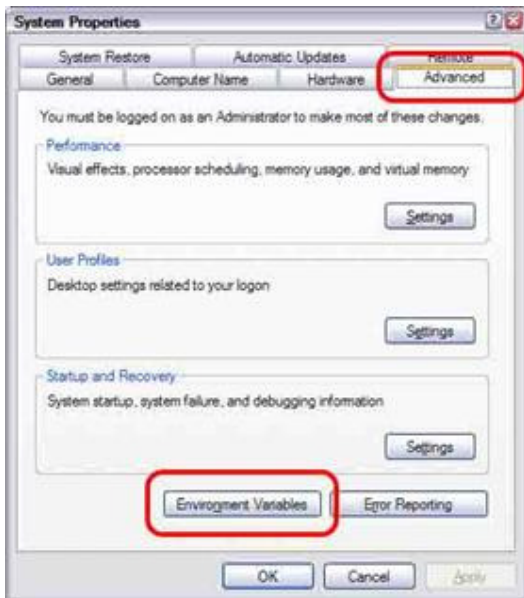 System Properties
System Restore Automatic Updates Remote
General Computer Name Hardware Advanced
You must be logged on as an Administrator to make most of these changes.
Performance
Visual effects, processor scheduling, memory usage, and virtual memory
Settings
User Profiles
Desktop settings related to your logon
Settings
Startup and Recovery
System startup, system failure, and debugging information
Settings
Environment Variables Error Reporting
OK Cancel Apply